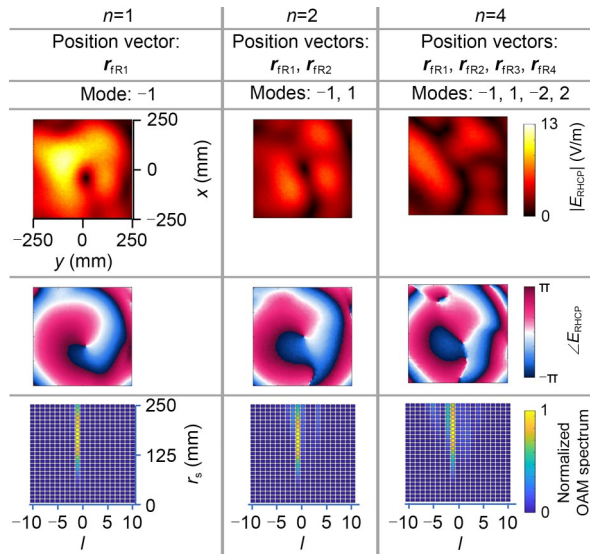 n=1 n=2 n=4
Position vector: Position vectors: Position vectors:
r_fR1 r_fR1, r_fR2 r_fR1, r_fR2, r_fR3, r_fR4
Mode: −1 Modes: −1, 1 Modes: −1, 1, −2, 2
250
0
−250
x (mm)
−250 0 250
y (mm)
13
0
|E_RHCP| (V/m)
π
−π
∠E_RHCP
250
125
0
r_s (mm)
1
0
Normalized
OAM spectrum
−10 −5 0 5 10 −10 −5 0 5 10 −10 −5 0 5 10
l l l